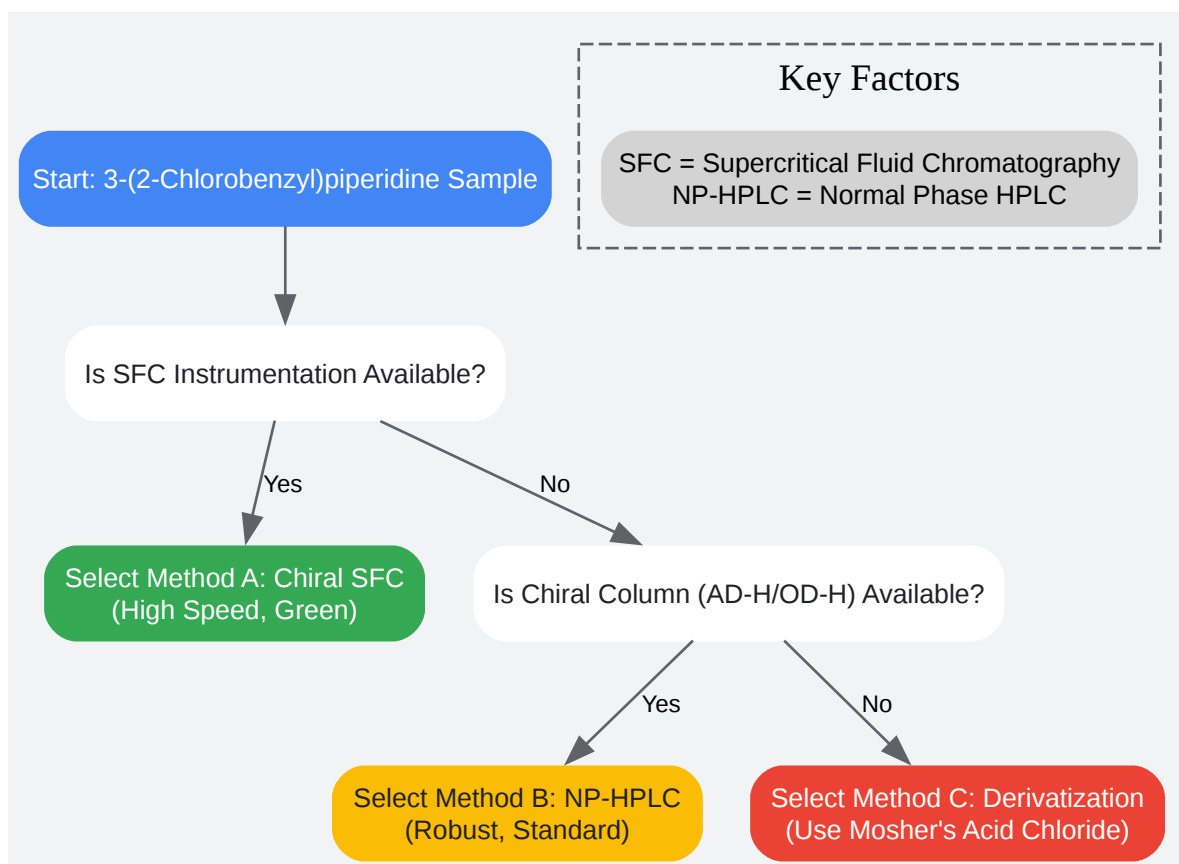 Key Factors
SFC = Supercritical Fluid Chromatography
NP-HPLC = Normal Phase HPLC
Start: 3-(2-Chlorobenzyl)piperidine Sample
Is SFC Instrumentation Available?
Yes
No
Select Method A: Chiral SFC
(High Speed, Green)
Is Chiral Column (AD-H/OD-H) Available?
Yes
No
Select Method B: NP-HPLC
(Robust, Standard)
Select Method C: Derivatization
(Use Mosher's Acid Chloride)